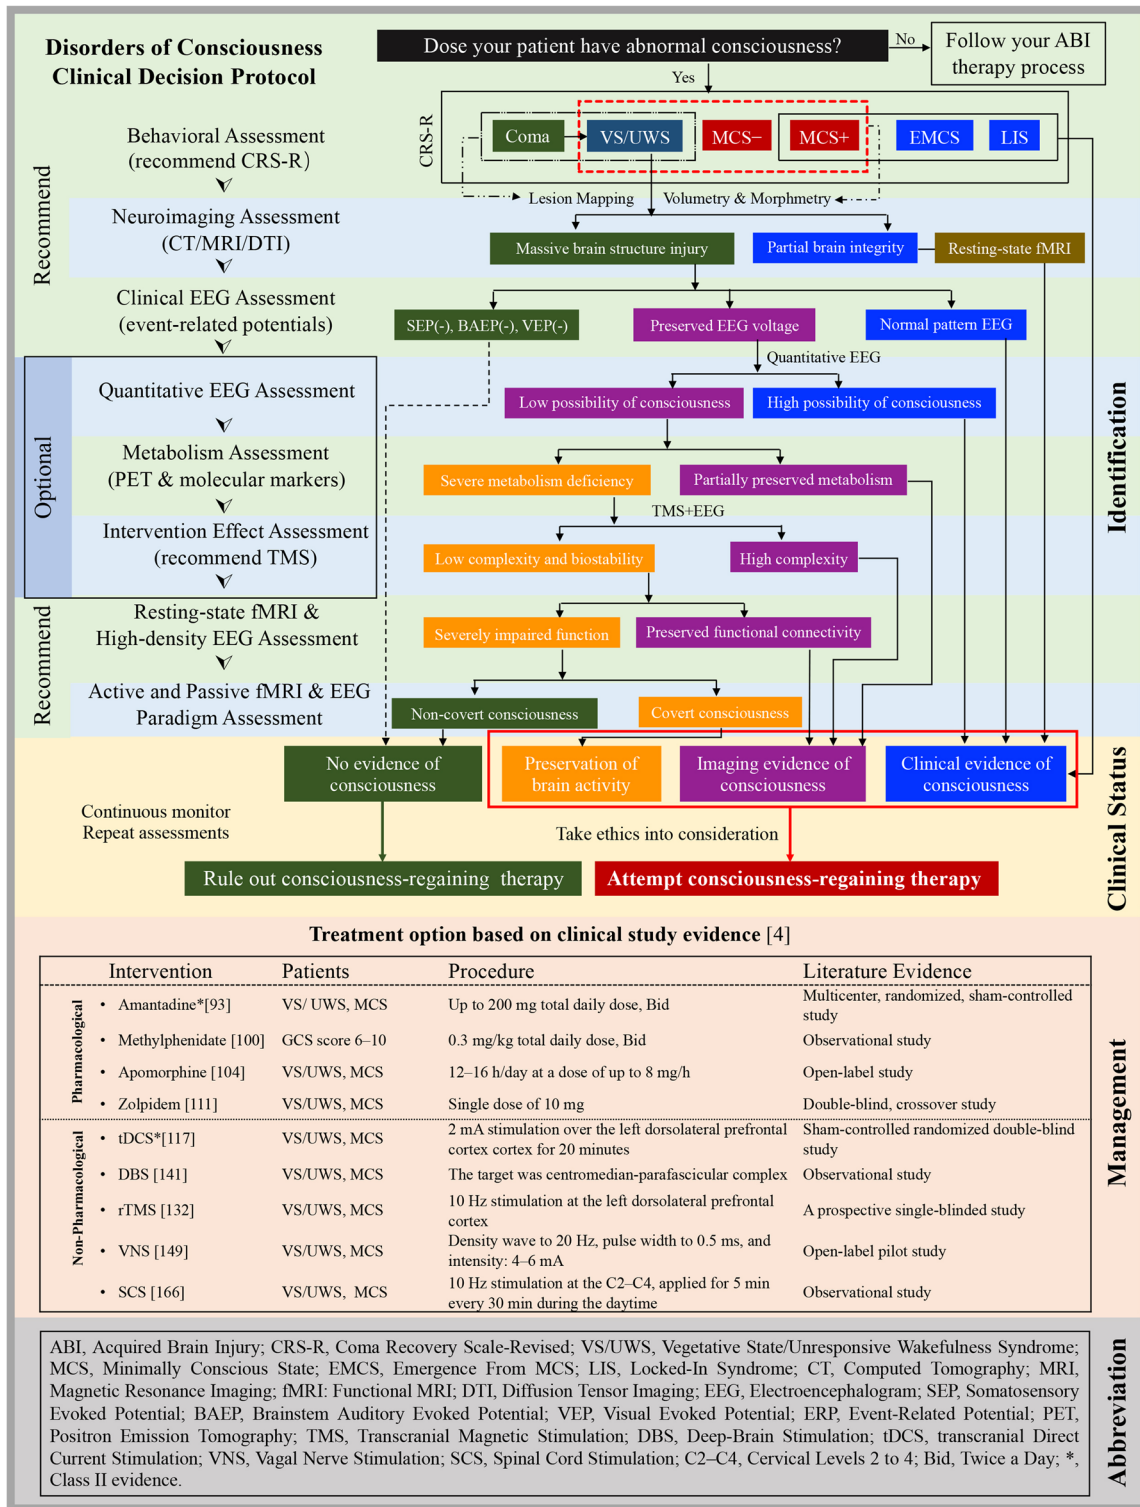 Disorders of Consciousness
Clinical Decision Protocol
Dose your patient have abnormal consciousness?
No
Follow your ABI
therapy process
Yes
Recommend
Behavioral Assessment
(recommend CRS-R)
CRS-R
Coma
VS/UWS
MCS−
MCS+
EMCS
LIS
Lesion Mapping
Volumetry & Morphmetry
Neuroimaging Assessment
(CT/MRI/DTI)
Massive brain structure injury
Partial brain integrity
Resting-state fMRI
Clinical EEG Assessment
(event-related potentials)
SEP(-), BAEP(-), VEP(-)
Preserved EEG voltage
Normal pattern EEG
Quantitative EEG
Optional
Quantitative EEG Assessment
Low possibility of consciousness
High possibility of consciousness
Metabolism Assessment
(PET & molecular markers)
Severe metabolism deficiency
Partially preserved metabolism
TMS+EEG
Intervention Effect Assessment
(recommend TMS)
Low complexity and biostability
High complexity
Recommend
Resting-state fMRI &
High-density EEG Assessment
Severely impaired function
Preserved functional connectivity
Active and Passive fMRI & EEG
Paradigm Assessment
Non-covert consciousness
Covert consciousness
Identification
No evidence of
consciousness
Preservation of
brain activity
Imaging evidence of
consciousness
Clinical evidence of
consciousness
Continuous monitor
Repeat assessments
Take ethics into consideration
Rule out consciousness-regaining therapy
Attempt consciousness-regaining therapy
Clinical Status
Treatment option based on clinical study evidence [4]
Intervention Patients Procedure Literature Evidence
Pharmacological
• Amantadine*[93] VS/ UWS, MCS Up to 200 mg total daily dose, Bid Multicenter, randomized, sham-controlled
study
• Methylphenidate [100] GCS score 6–10 0.3 mg/kg total daily dose, Bid Observational study
• Apomorphine [104] VS/UWS, MCS 12–16 h/day at a dose of up to 8 mg/h Open-label study
• Zolpidem [111] VS/UWS, MCS Single dose of 10 mg Double-blind, crossover study
Non-Pharmacological
• tDCS*[117] VS/UWS, MCS 2 mA stimulation over the left dorsolateral prefrontal Sham-controlled randomized double-blind
cortex cortex for 20 minutes study
• DBS [141] VS/UWS, MCS The target was centromedian-parafascicular complex Observational study
• rTMS [132] VS/UWS, MCS 10 Hz stimulation at the left dorsolateral prefrontal A prospective single-blinded study
cortex
• VNS [149] VS/UWS, MCS Density wave to 20 Hz, pulse width to 0.5 ms, and Open-label pilot study
intensity: 4–6 mA
• SCS [166] VS/UWS, MCS 10 Hz stimulation at the C2–C4, applied for 5 min Observational study
every 30 min during the daytime
Management
ABI, Acquired Brain Injury; CRS-R, Coma Recovery Scale-Revised; VS/UWS, Vegetative State/Unresponsive Wakefulness Syndrome;
MCS, Minimally Conscious State; EMCS, Emergence From MCS; LIS, Locked-In Syndrome; CT, Computed Tomography; MRI,
Magnetic Resonance Imaging; fMRI: Functional MRI; DTI, Diffusion Tensor Imaging; EEG, Electroencephalogram; SEP, Somatosensory
Evoked Potential; BAEP, Brainstem Auditory Evoked Potential; VEP, Visual Evoked Potential; ERP, Event-Related Potential; PET,
Positron Emission Tomography; TMS, Transcranial Magnetic Stimulation; DBS, Deep-Brain Stimulation; tDCS, transcranial Direct
Current Stimulation; VNS, Vagal Nerve Stimulation; SCS, Spinal Cord Stimulation; C2–C4, Cervical Levels 2 to 4; Bid, Twice a Day; *,
Class II evidence.
Abbreviation